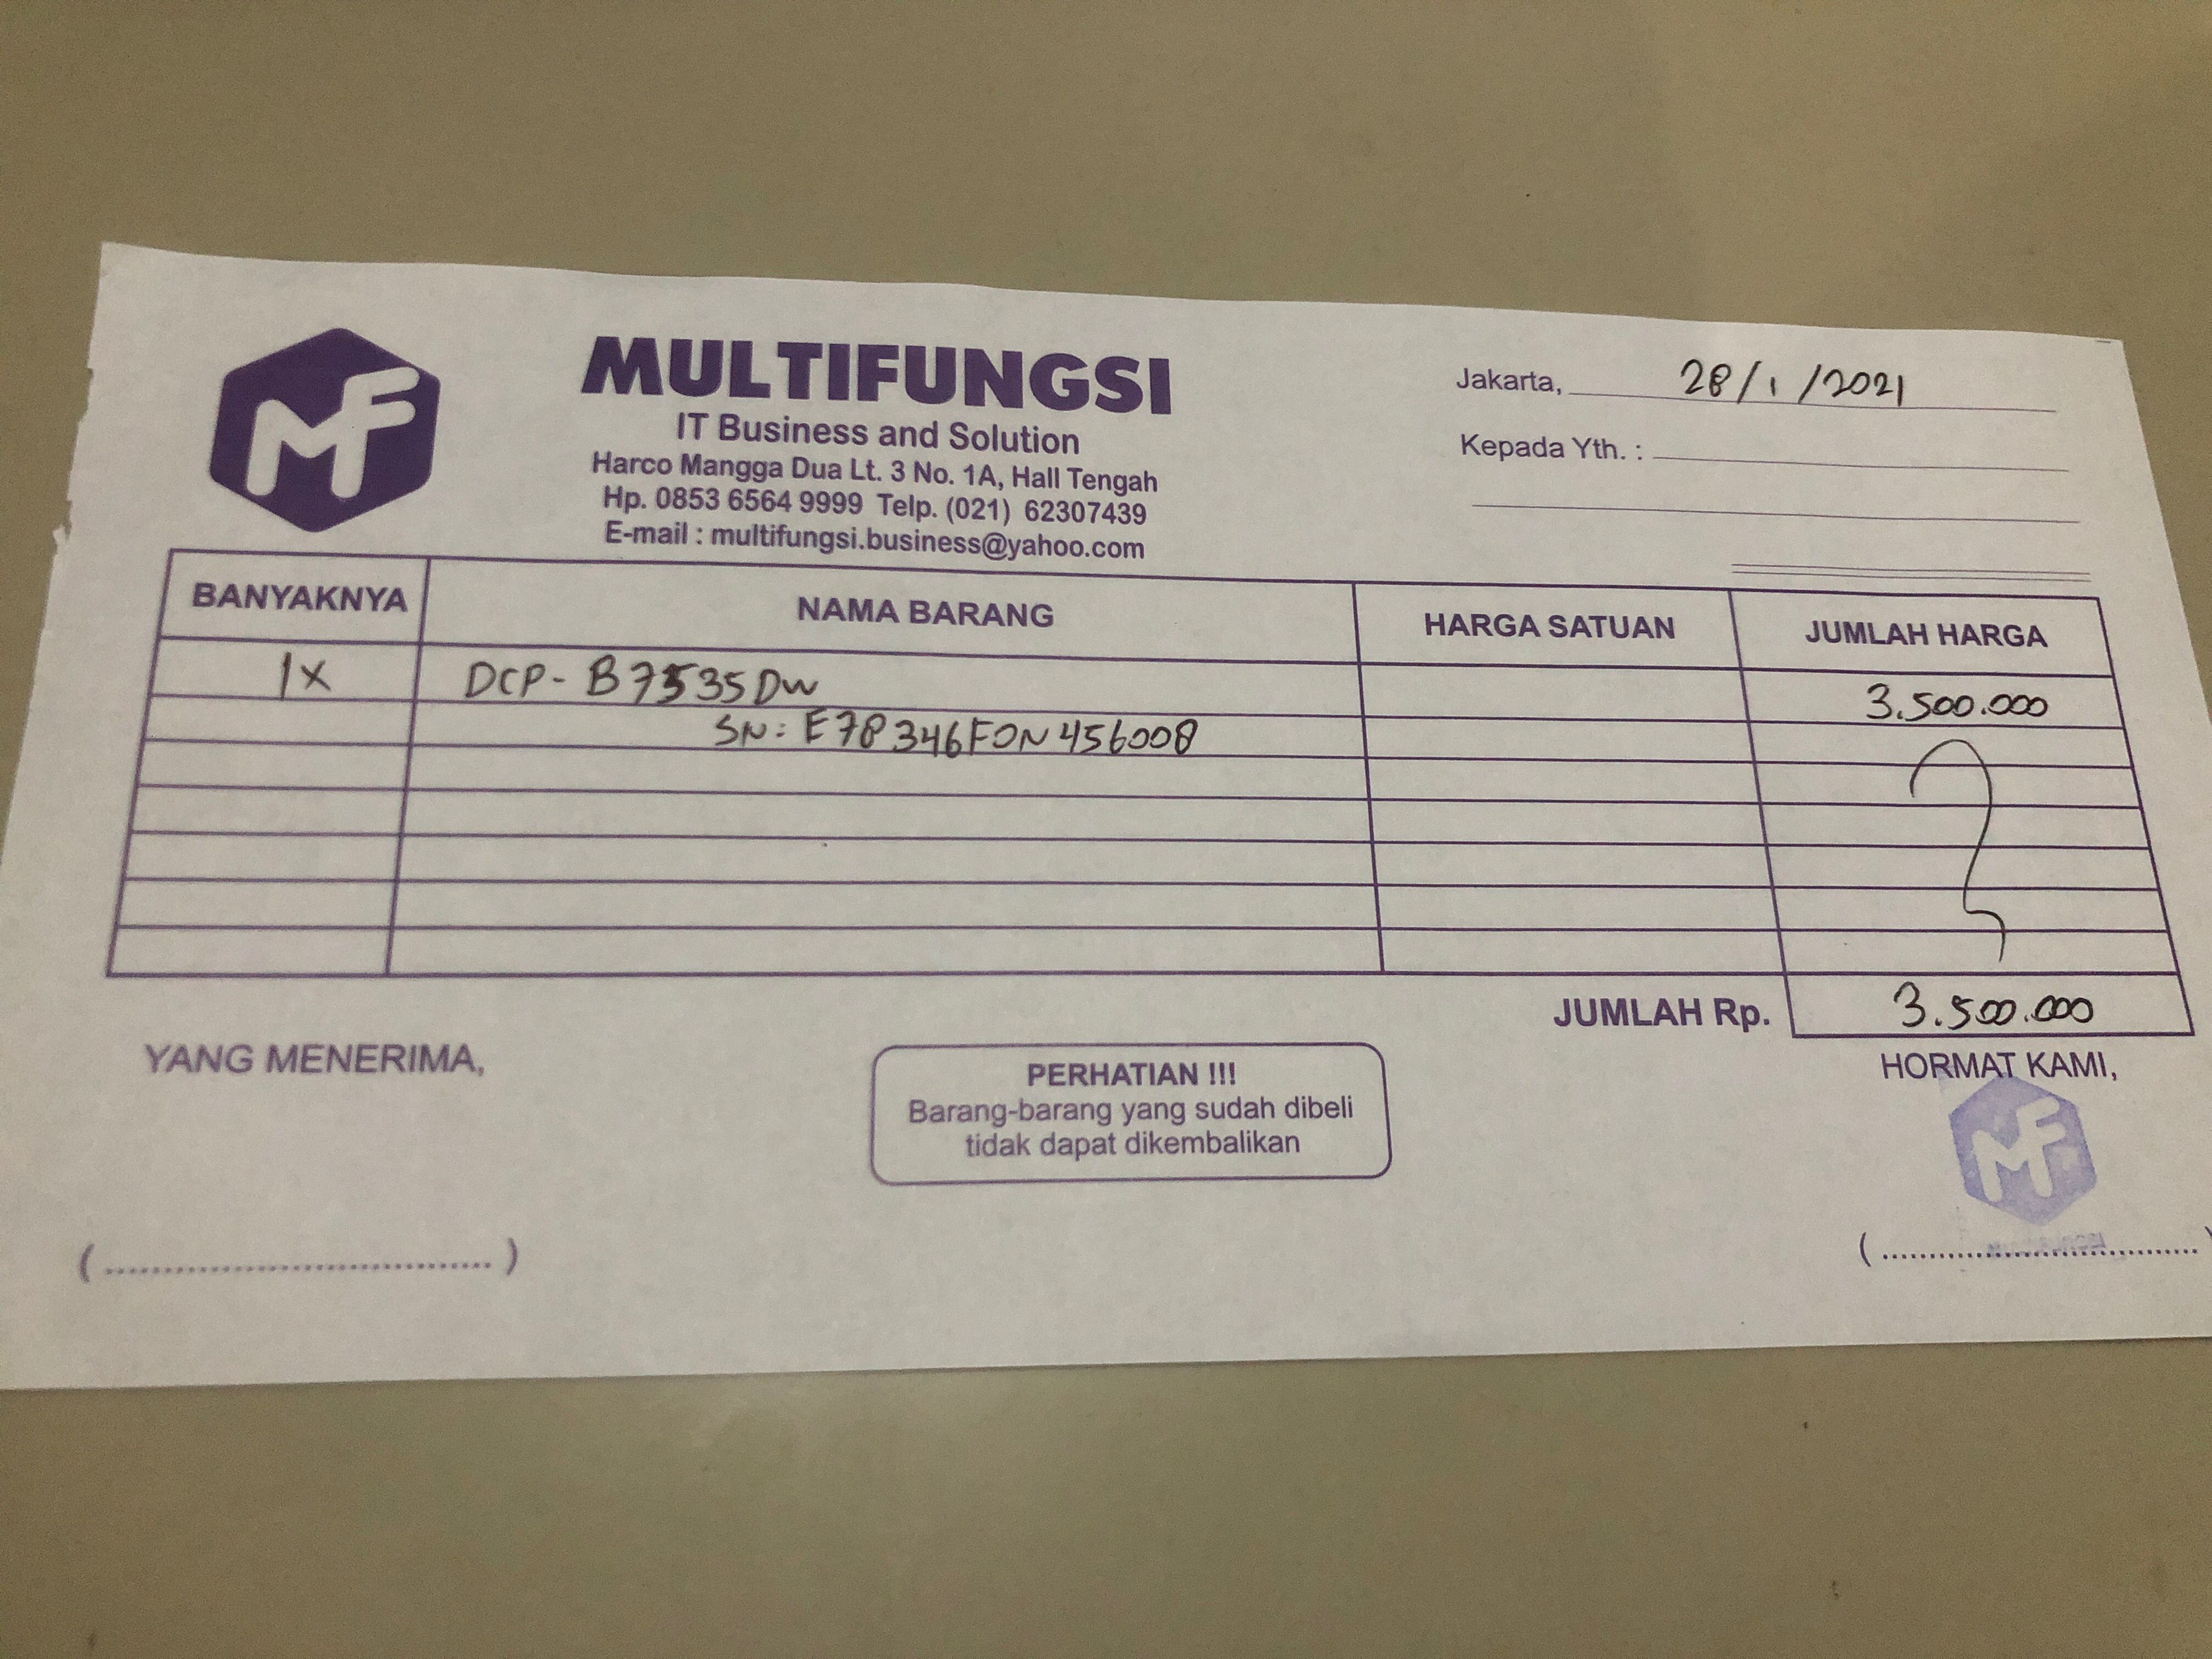 MF
MULTIFUNGSI
IT Business and Solution
Harco Mangga Dua Lt. 3 No. 1A, Hall Tengah
Hp. 0853 6564 9999 Telp. (021) 62307439
E-mail : multifungsi.business@yahoo.com
Jakarta, 28/1/2021
Kepada Yth. :
BANYAKNYA NAMA BARANG HARGA SATUAN JUMLAH HARGA
1x DCP-B7535DW 3.500.000
SN: E78346F0N456008
JUMLAH Rp. 3.500.000
YANG MENERIMA,
PERHATIAN !!!
Barang-barang yang sudah dibeli
tidak dapat dikembalikan
HORMAT KAMI,
MF
(.................................)
(.................................)